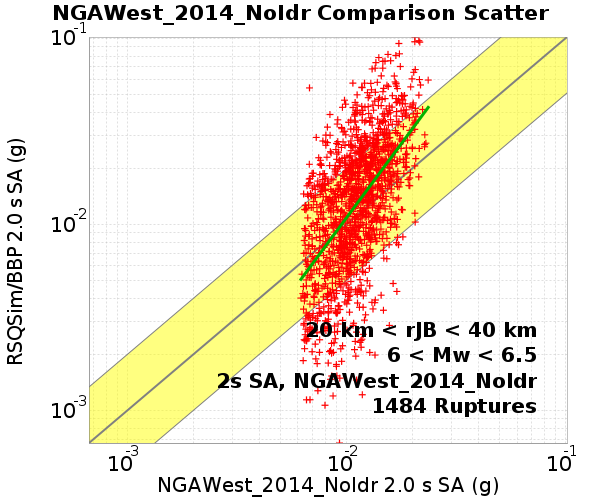 NGAWest_2014_NoIdr Comparison Scatter
10-1
10-2
10-3
RSQSim/BBP 2.0 s SA (g)
20 km < rJB < 40 km
6 < Mw < 6.5
2s SA, NGAWest_2014_NoIdr
1484 Ruptures
10-3
10-2
10-1
NGAWest_2014_NoIdr 2.0 s SA (g)